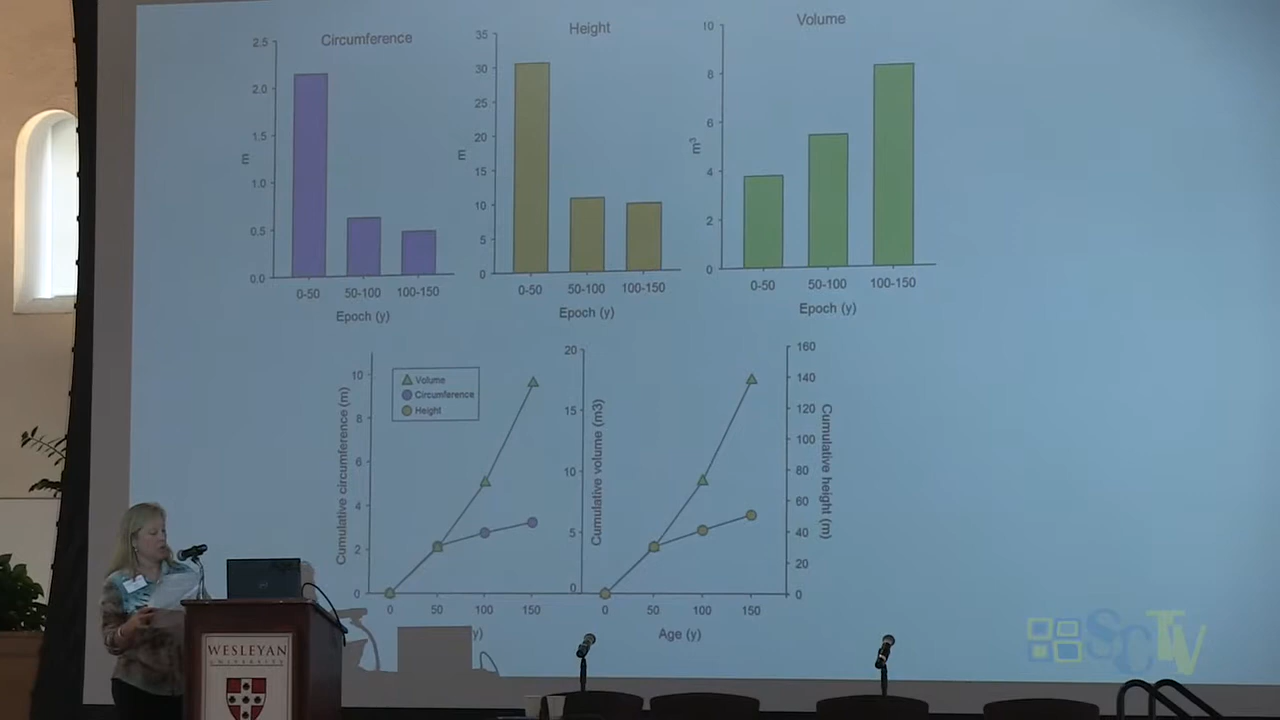 Circumference
2.5
2.0
1.5
1.0
0.5
0.0
m
0-50 50-100 100-150
Epoch (y)
Height
35
30
25
20
15
10
5
0
m
0-50 50-100 100-150
Epoch (y)
Volume
10
8
6
4
2
0
m³
0-50 50-100 100-150
Epoch (y)
Cumulative circumference (m)
10
8
6
4
2
0
Volume
Circumference
Height
0 50 100 150
y)
Cumulative volume (m3)
20
15
10
5
0
0 50 100 150
Age (y)
160
140
120
100
80
60
40
20
0
Cumulative height (m)
WESLEYAN
UNIVERSITY
SCTV